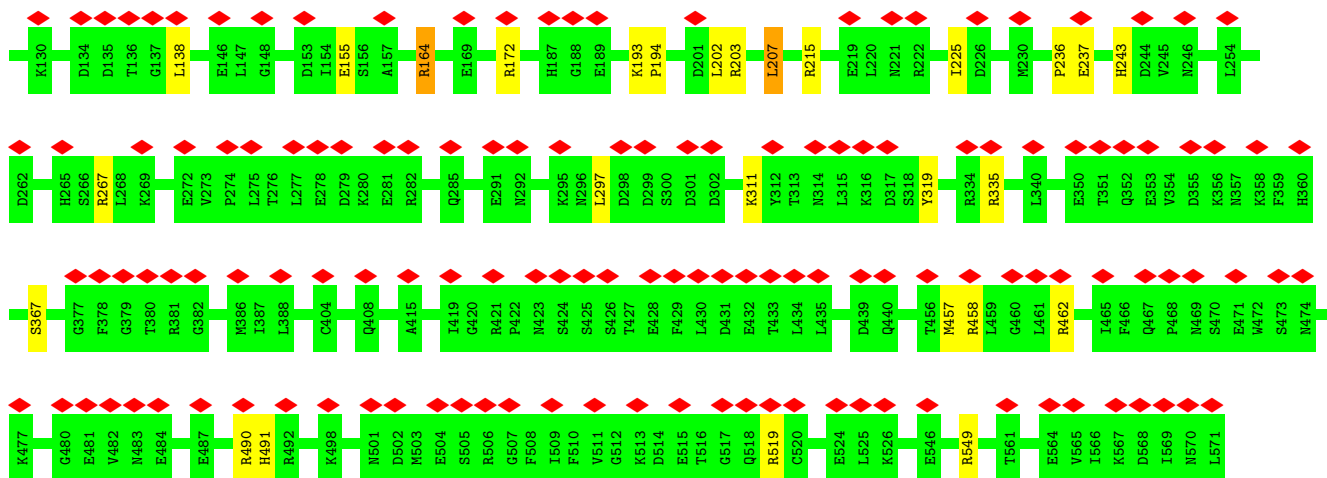 K130 D134 D135 T136 G137 L138 E146 L147 G148 D153 I154 E155 S156 A157 R164 E169 R172 H187 G188 E189 K193 P194 D201 L202 R203 L207 R215 E219 L220 N221 R222 I225 D226 M230 P236 E237 H243 D244 V245 N246 L254
D262 H265 S266 R267 L268 K269 E272 V273 P274 L275 T276 L277 E278 D279 K280 E281 R282 Q285 E291 N292 K295 N296 L297 D298 D299 S300 D301 D302 K311 Y312 T313 N314 L315 K316 D317 S318 Y319 R334 R335 L340 E350 T351 Q352 E353 V354 D355 K356 N357 K358 F359 H360
S367 G377 F378 G379 T380 R381 G382 M386 I387 L388 C404 Q408 A415 I419 G420 R421 P422 N423 S424 S425 S426 T427 E428 F429 L430 D431 E432 T433 L434 L435 D439 Q440 T456 M457 R458 L459 G460 L461 R462 I465 F466 Q467 P468 N469 S470 E471 W472 S473 N474
K477 G480 E481 V482 N483 E484 E487 R490 H491 R492 K498 N501 D502 M503 E504 S505 R506 G507 F508 I509 F510 V511 G512 K513 D514 E515 T516 G517 Q518 R519 C520 E524 L525 K526 E546 R549 T561 E564 V565 I566 K567 D568 I569 N570 L571